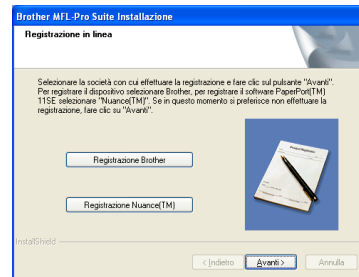 Brother MFL-Pro Suite Installazione
Registrazione in linea
Selezionare la società con cui effettuare la registrazione e fare clic sul pulsante "Avanti".
Per registrare il dispositivo selezionare Brother, per registrare il software PaperPort(TM)
11SE selezionare "Nuance(TM)". Se in questo momento si preferisce non effettuare la
registrazione, fare clic su "Avanti".
Registrazione Brother
Registrazione Nuance(TM)
InstallShield
< Indietro
Avanti >
Annulla